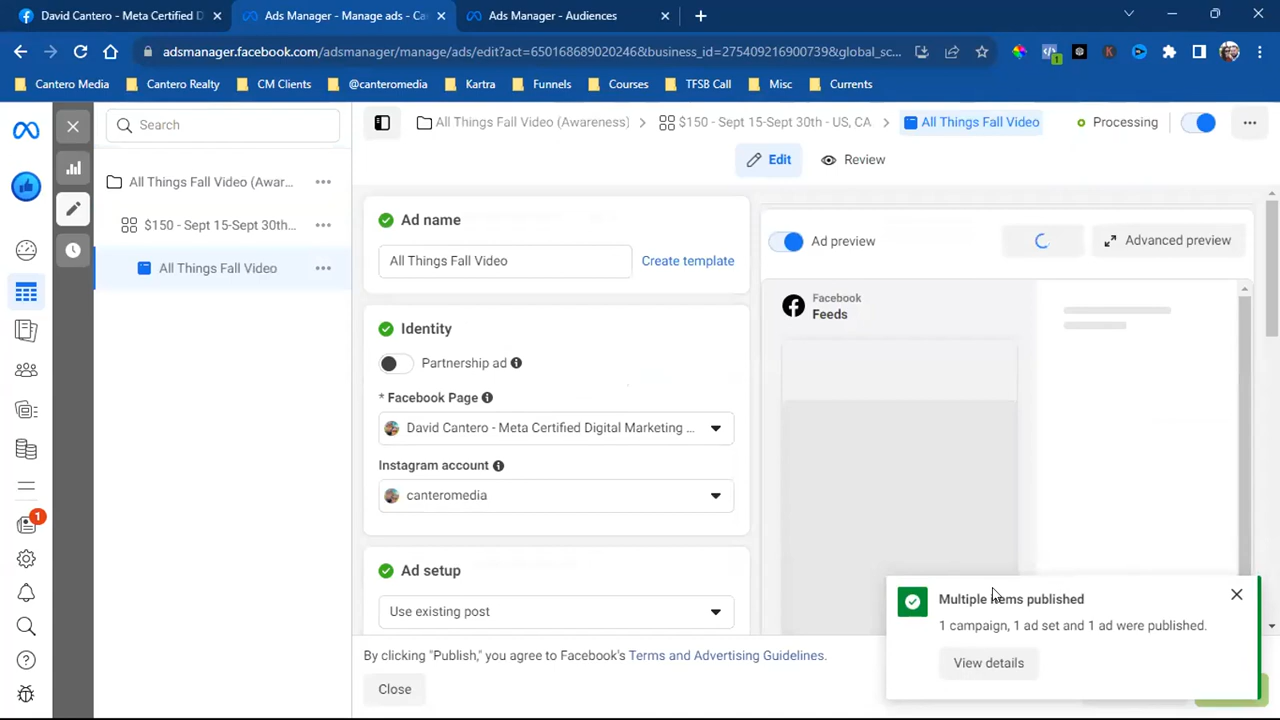 David Cantero - Meta Certified D
Ads Manager - Manage ads - Ca
Ads Manager - Audiences
adsmanager.facebook.com/adsmanager/manage/ads/edit?act=650168689020246&business_id=275409216900739&global_sc...
Cantero Media
Cantero Realty
CM Clients
@canteromedia
Kartra
Funnels
Courses
TFSB Call
Misc
Currents
Search
All Things Fall Video (Awareness)
$150 - Sept 15-Sept 30th - US, CA
All Things Fall Video
Processing
Edit
Review
All Things Fall Video (Awar...
$150 - Sept 15-Sept 30th...
All Things Fall Video
Ad name
All Things Fall Video
Create template
Identity
Partnership ad
* Facebook Page
David Cantero - Meta Certified Digital Marketing ...
Instagram account
canteromedia
Ad setup
Use existing post
Ad preview
Advanced preview
Facebook
Feeds
1
Multiple items published
1 campaign, 1 ad set and 1 ad were published.
View details
By clicking "Publish," you agree to Facebook's Terms and Advertising Guidelines.
Close